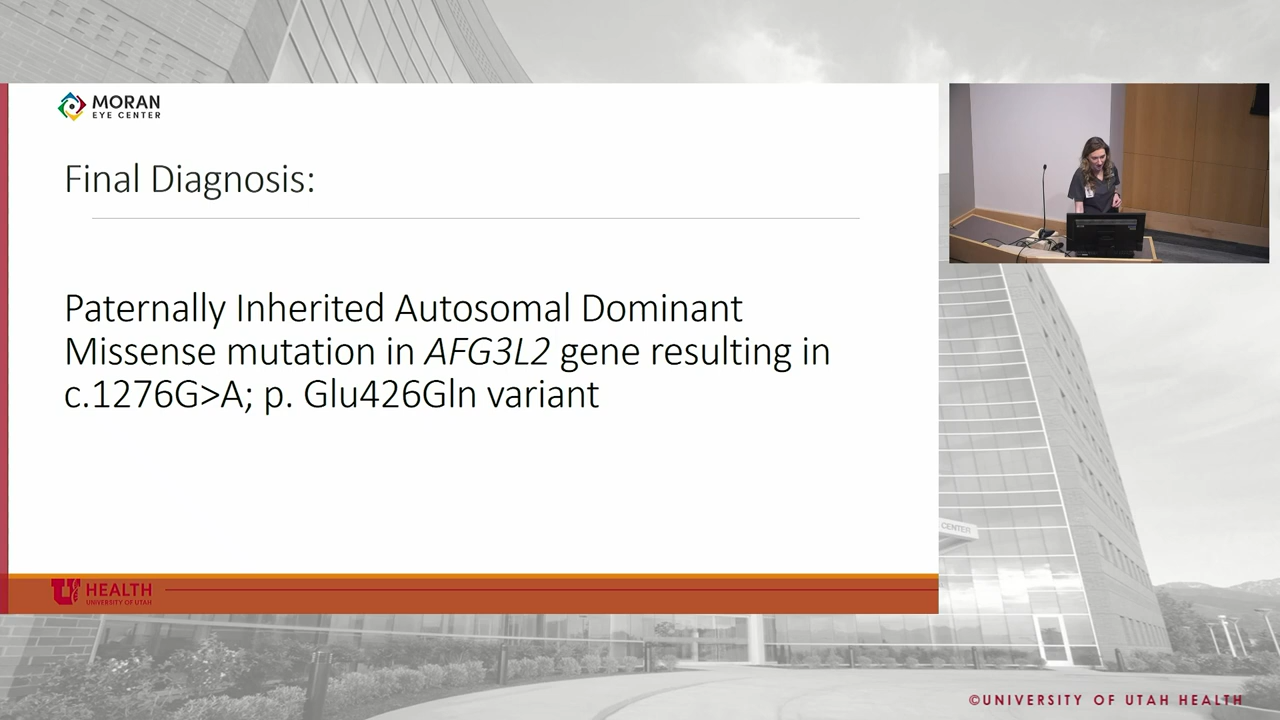 MORAN
EYE CENTER
Final Diagnosis:
Paternally Inherited Autosomal Dominant
Missense mutation in AFG3L2 gene resulting in
c.1276G>A; p. Glu426Gln variant
CENTER
U HEALTH
UNIVERSITY OF UTAH
©UNIVERSITY OF UTAH HEALTH